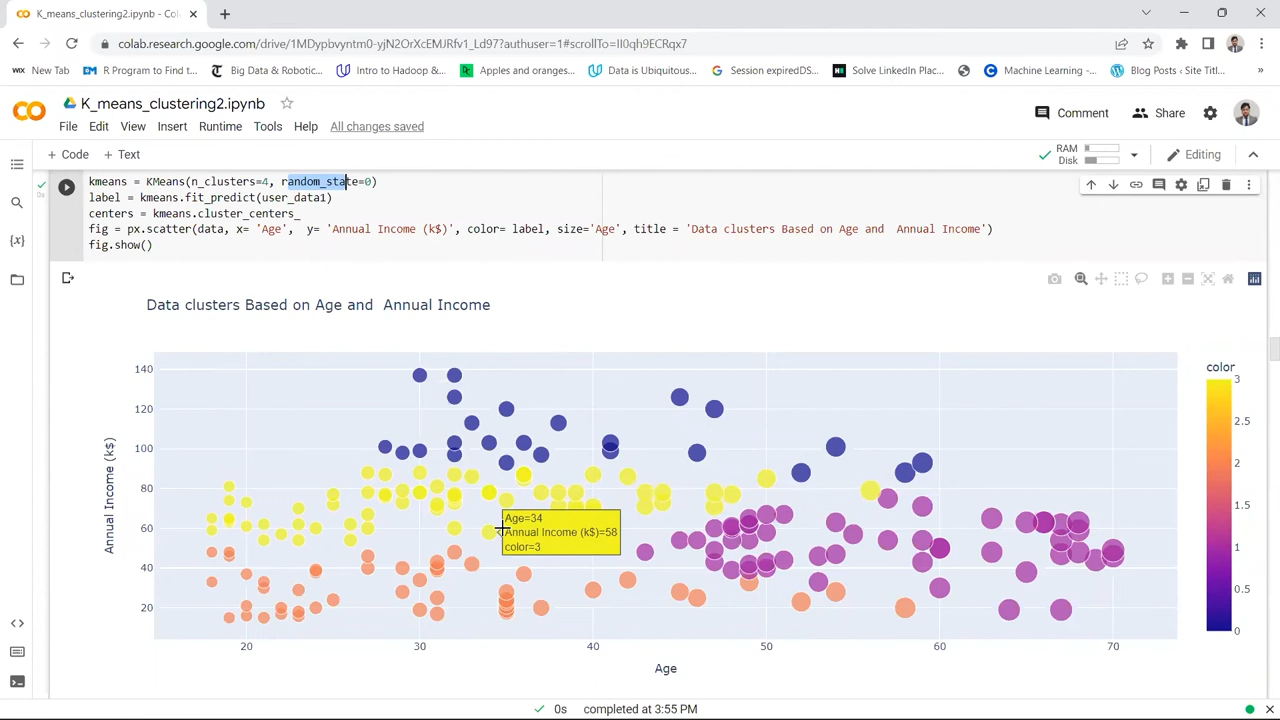 K_means_clustering2.ipynb - Col
colab.research.google.com/drive/1MDypbvyntm0-yjN2OrXcEMJRfv1_Ld97?authuser=1#scrollTo=II0qh9ECRqx7
WIX New Tab
R Program to Find t...
Big Data & Robotic...
Intro to Hadoop &...
Apples and oranges...
Data is Ubiquitous...
Session expiredDS...
Solve LinkedIn Plac...
Machine Learning -...
Blog Posts ‹ Site Titl...
»
K_means_clustering2.ipynb
Comment
Share
File Edit View Insert Runtime Tools Help All changes saved
+ Code + Text
RAM
Disk
Editing
kmeans = KMeans(n_clusters=4, random_state=0)
label = kmeans.fit_predict(user_data1)
centers = kmeans.cluster_centers_
fig = px.scatter(data, x= 'Age', y= 'Annual Income (k$)', color= label, size='Age', title = 'Data clusters Based on Age and  Annual Income')
fig.show()
0s
Data clusters Based on Age and  Annual Income
color
140
120
100
80
60
40
20
Annual Income (k$)
Age=34
Annual Income (k$)=58
color=3
3
2.5
2
1.5
1
0.5
0
20 30 40 50 60 70
Age
0s completed at 3:55 PM